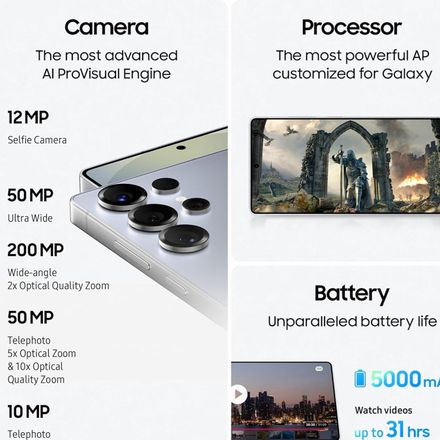 Camera
The most advanced
AI ProVisual Engine
12 MP
Selfie Camera
50 MP
Ultra Wide
200 MP
Wide-angle
2x Optical Quality Zoom
50 MP
Telephoto
5x Optical Zoom
& 10x Optical
Quality Zoom
10 MP
Telephoto
Processor
The most powerful AP
customized for Galaxy
Battery
Unparalleled battery life
5000 m
Watch videos
up to 31 hrs